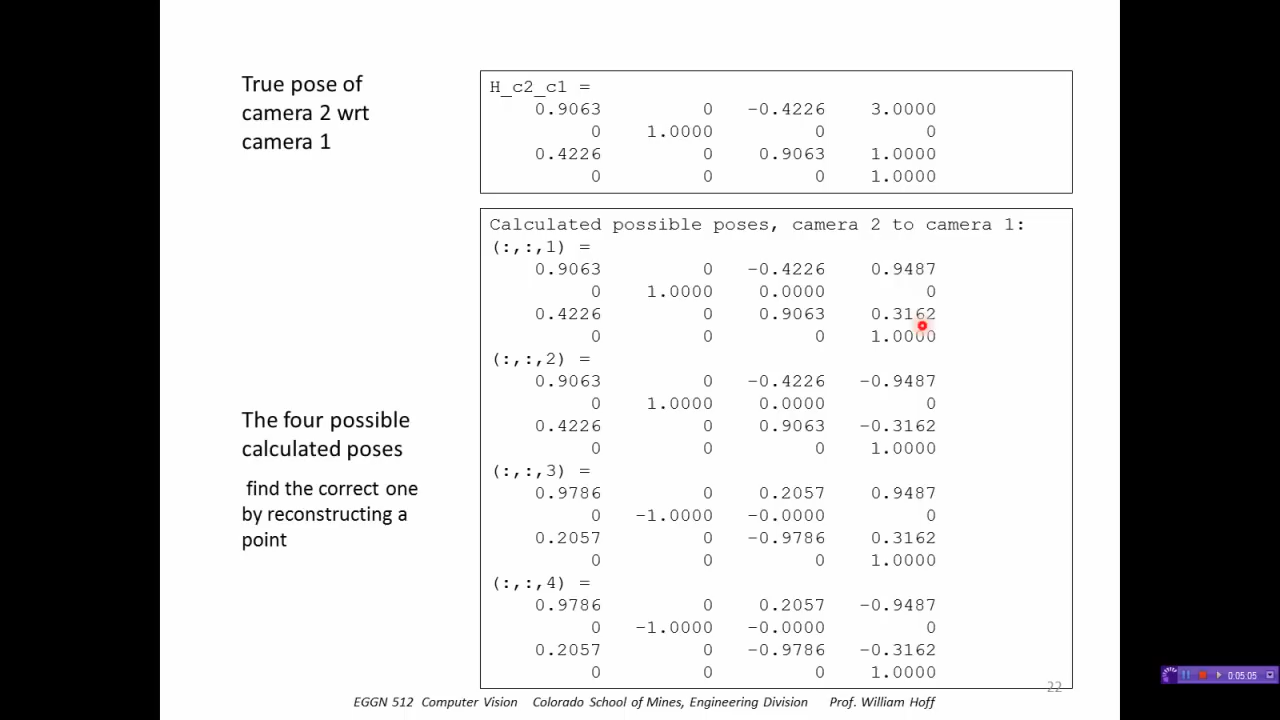 True pose of
camera 2 wrt
camera 1
H_c2_c1 =
0.9063 0 -0.4226 3.0000
0 1.0000 0 0
0.4226 0 0.9063 1.0000
0 0 0 1.0000
Calculated possible poses, camera 2 to camera 1:
(:,:,1) =
0.9063 0 -0.4226 0.9487
0 1.0000 0.0000 0
0.4226 0 0.9063 0.3162
0 0 0 1.0000
(:,:,2) =
0.9063 0 -0.4226 -0.9487
0 1.0000 0.0000 0
0.4226 0 0.9063 -0.3162
0 0 0 1.0000
The four possible
calculated poses
find the correct one
by reconstructing a
point
(:,:,3) =
0.9786 0 0.2057 0.9487
0 -1.0000 -0.0000 0
0.2057 0 -0.9786 0.3162
0 0 0 1.0000
(:,:,4) =
0.9786 0 0.2057 -0.9487
0 -1.0000 -0.0000 0
0.2057 0 -0.9786 -0.3162
0 0 0 1.0000
22
EGGN 512 Computer Vision Colorado School of Mines, Engineering Division Prof. William Hoff
0:05:05